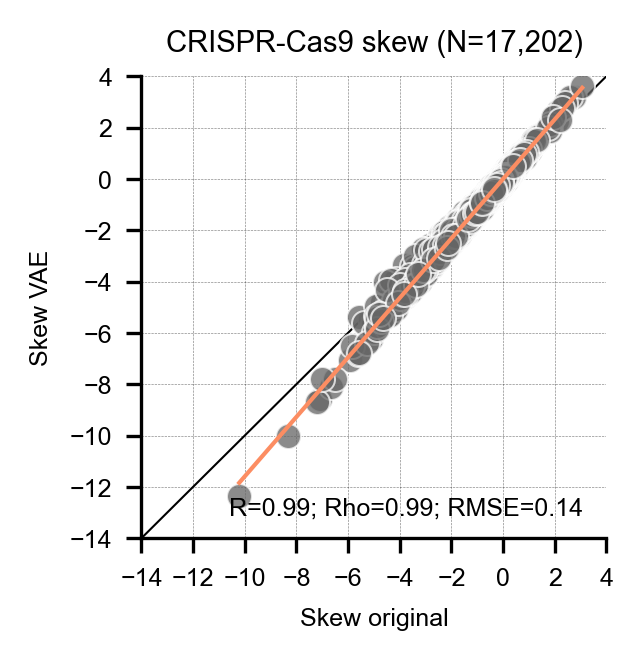 CRISPR-Cas9 skew (N=17,202)
4
2
0
−2
−4
−6
−8
−10
−12
−14
Skew VAE
R=0.99; Rho=0.99; RMSE=0.14
−14 −12 −10 −8 −6 −4 −2 0 2 4
Skew original